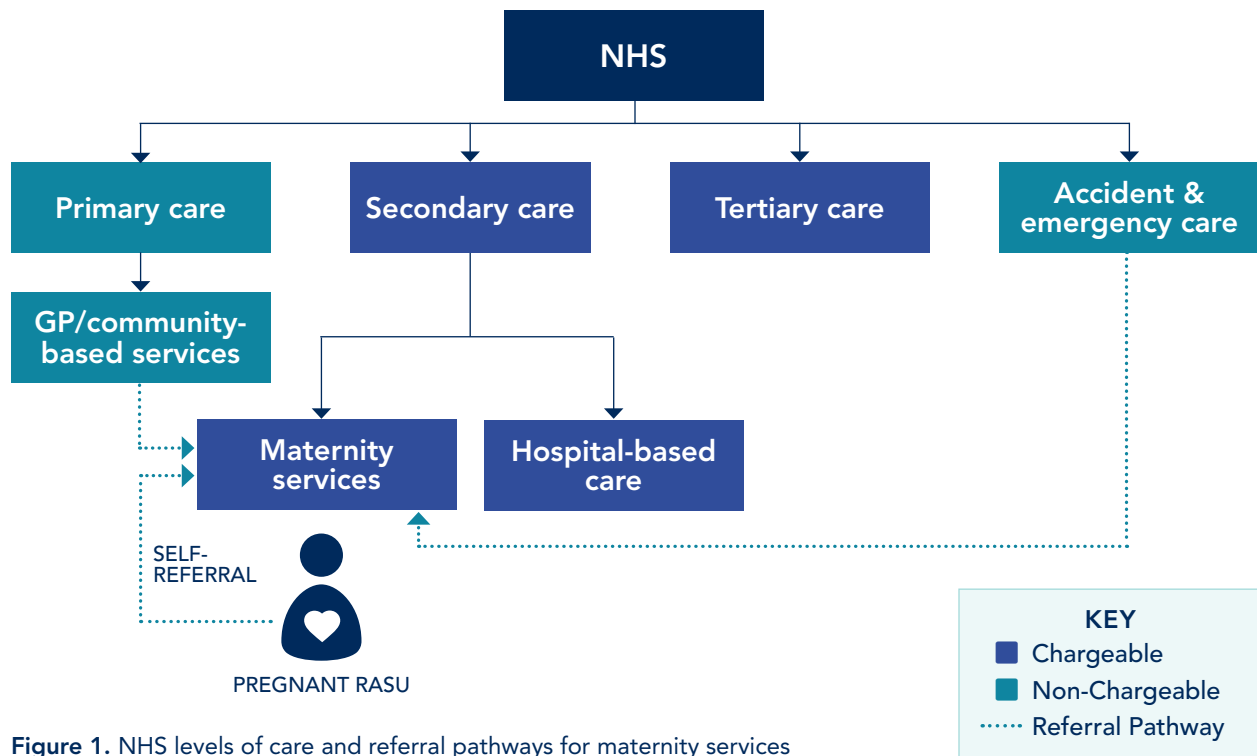 NHS
Primary care
Secondary care
Tertiary care
Accident &
emergency care
GP/community-
based services
Maternity
services
Hospital-based
care
SELF-
REFERRAL
PREGNANT RASU
KEY
Chargeable
Non-Chargeable
Referral Pathway
Figure 1. NHS levels of care and referral pathways for maternity services